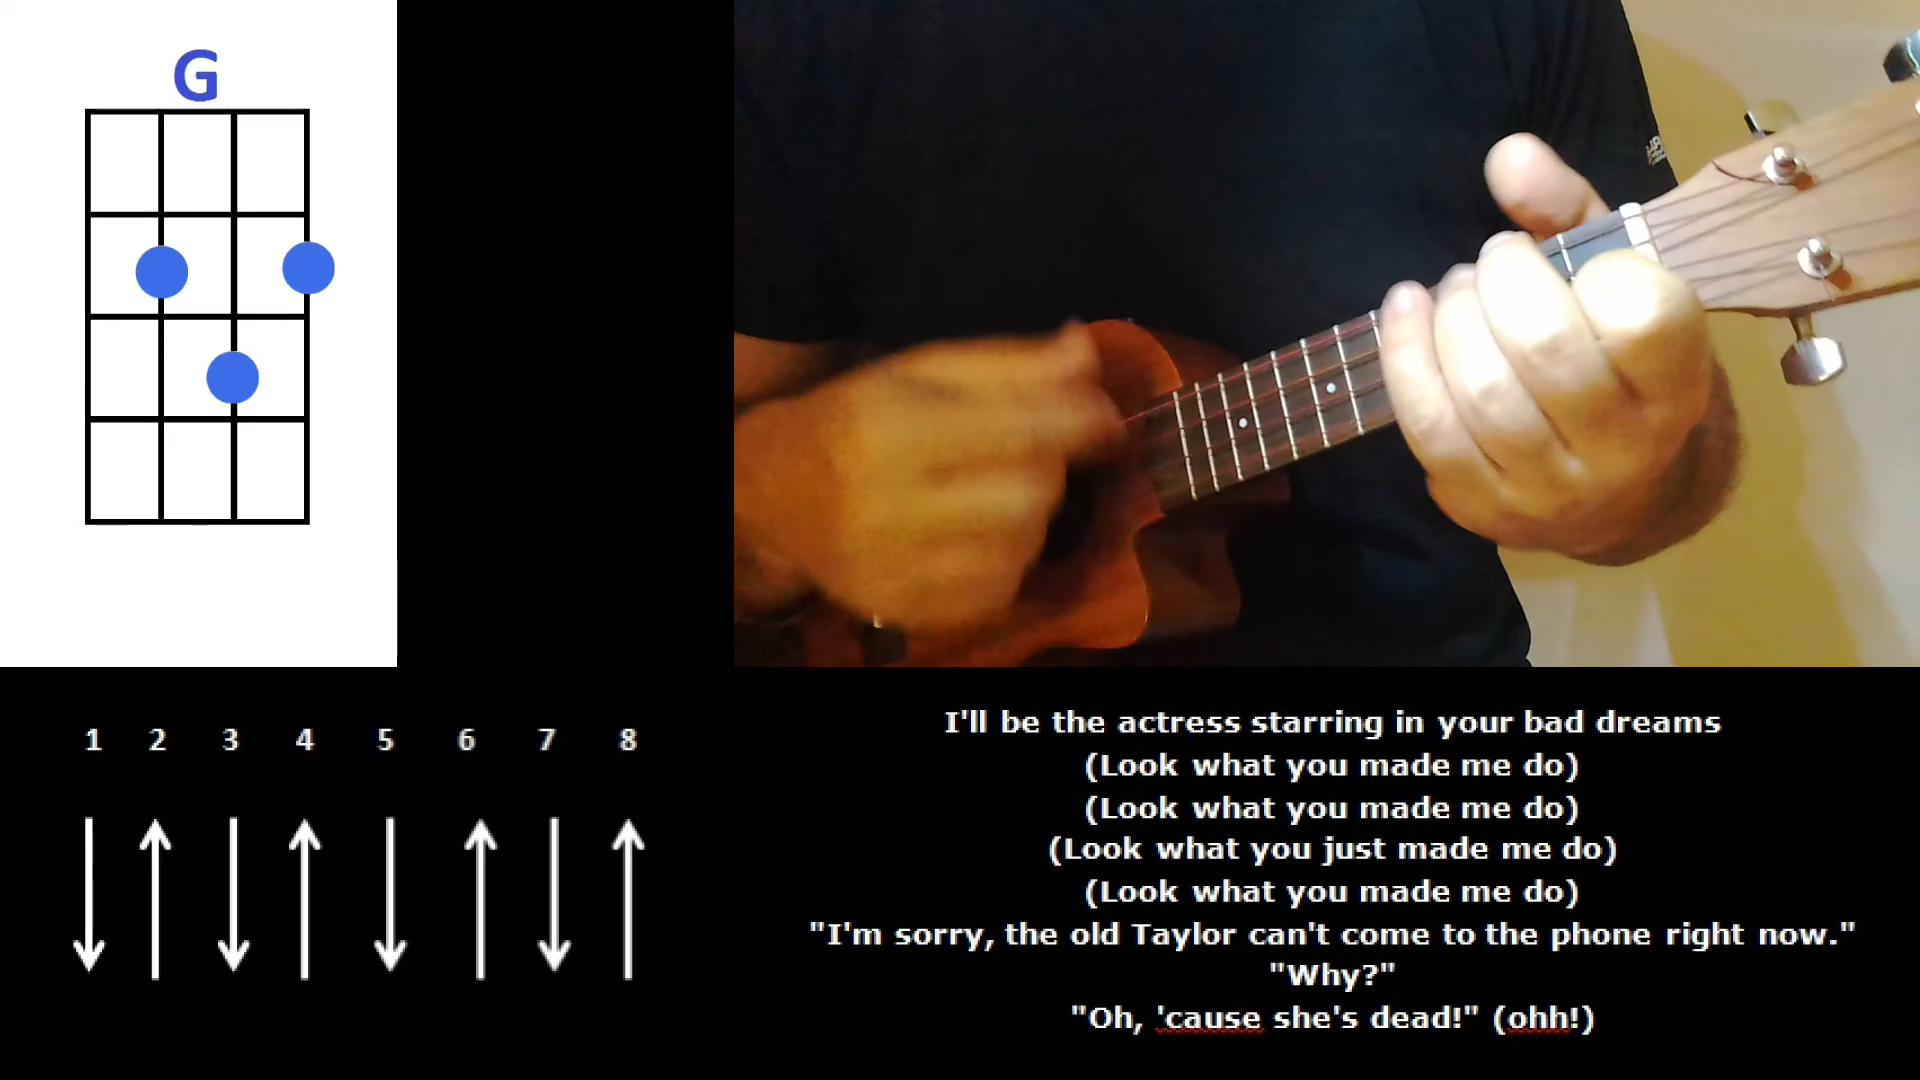 G
1 2 3 4 5 6 7 8
I'll be the actress starring in your bad dreams
(Look what you made me do)
(Look what you made me do)
(Look what you just made me do)
(Look what you made me do)
"I'm sorry, the old Taylor can't come to the phone right now."
"Why?"
"Oh, 'cause she's dead!" (ohh!)